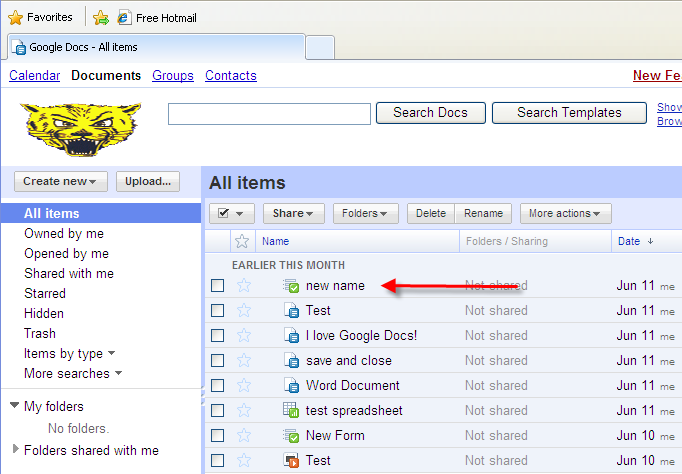 Favorites Free Hotmail
Google Docs - All items
Calendar Documents Groups Contacts New Fe
Search Docs Search Templates Show
Brow
Create new Upload...
All items
Owned by me
Opened by me
Shared with me
Starred
Hidden
Trash
Items by type
More searches
My folders
No folders.
Folders shared with me
All items
Share Folders Delete Rename More actions
Name Folders / Sharing Date
EARLIER THIS MONTH
new name Not shared Jun 11 me
Test Not shared Jun 11 me
I love Google Docs! Not shared Jun 11 me
save and close Not shared Jun 11 me
Word Document Not shared Jun 11 me
test spreadsheet Not shared Jun 11 me
New Form Not shared Jun 10 me
Test Not shared Jun 10 me